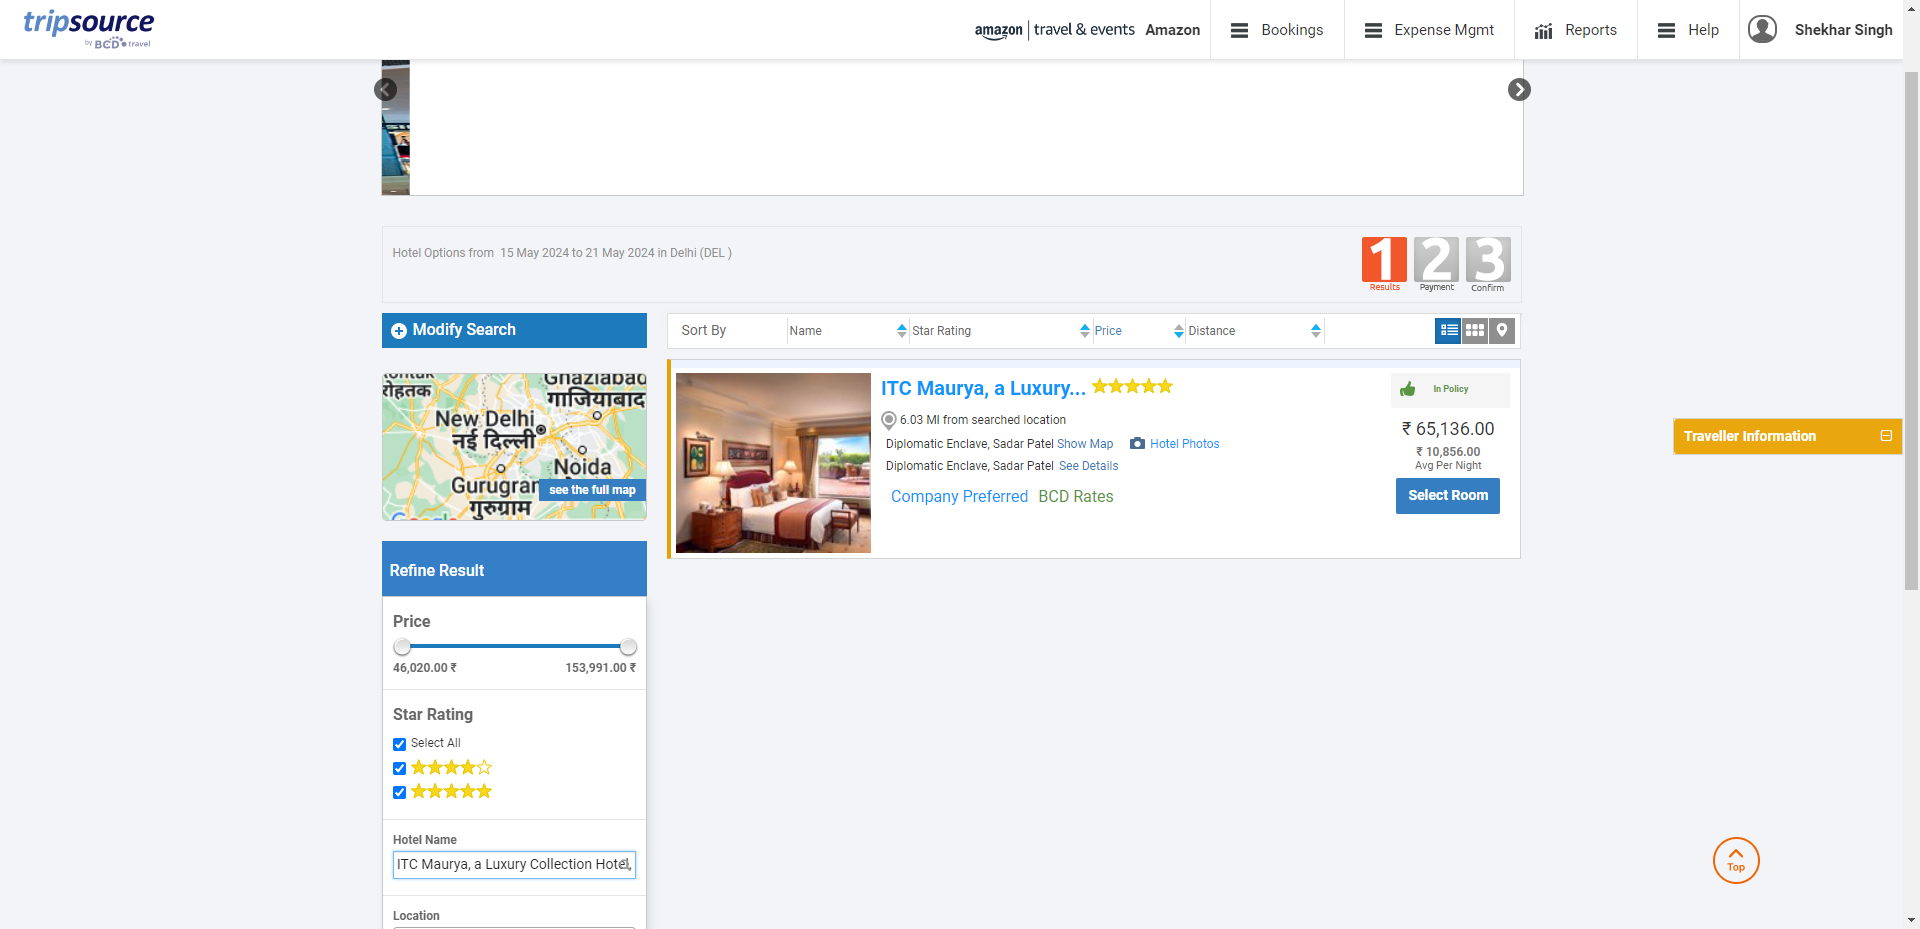 tripsource
by BCD travel
amazon | travel & events Amazon
Bookings
Expense Mgmt
Reports
Help
Shekhar Singh
Hotel Options from 15 May 2024 to 21 May 2024 in Delhi (DEL )
1 2 3
Results Payment Confirm
Modify Search
Sort By Name Star Rating Price Distance
रोहतक
Ghaziabad
गाज़ियाबाद
New Delhi
नई दिल्ली
Noida
गुरुग्राम
see the full map
ITC Maurya, a Luxury...
6.03 MI from searched location
Diplomatic Enclave, Sadar Patel Show Map Hotel Photos
Diplomatic Enclave, Sadar Patel See Details
Company Preferred BCD Rates
In Policy
₹ 65,136.00
₹ 10,856.00
Avg Per Night
Select Room
Traveller Information
Refine Result
Price
46,020.00 ₹ 153,991.00 ₹
Star Rating
Select All
Hotel Name
ITC Maurya, a Luxury Collection Hotel,
Location
Top